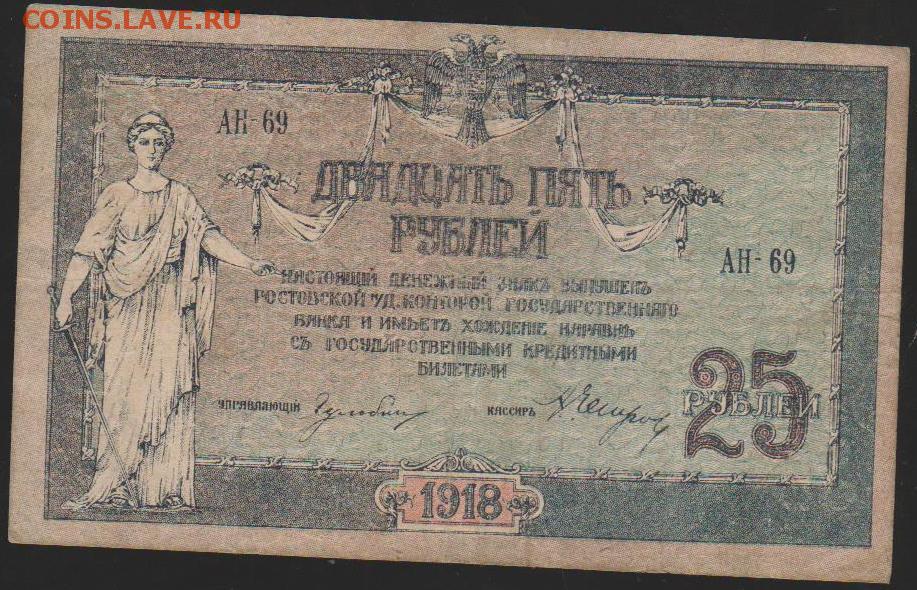 COINS.LAVE.RU
АН - 69
ДВАДЦАТЬ ПЯТЬ
РУБЛЕЙ
АН - 69
НАСТОЯЩІЙ ДЕНЕЖНЫЙ ЗНАКЪ ВЫПУЩЕНЪ
РОСТОВСКОЙ н/Д. КОНТОРОЙ ГОСУДАРСТВЕННАГО
БАНКА И ИМѢЕТЪ ХОЖДЕНІЕ НАРАВНѢ
СЪ ГОСУДАРСТВЕННЫМИ КРЕДИТНЫМИ
БИЛЕТАМИ
УПРАВЛЯЮЩІЙ
КАССИРЪ
25
РУБЛЕЙ
1918